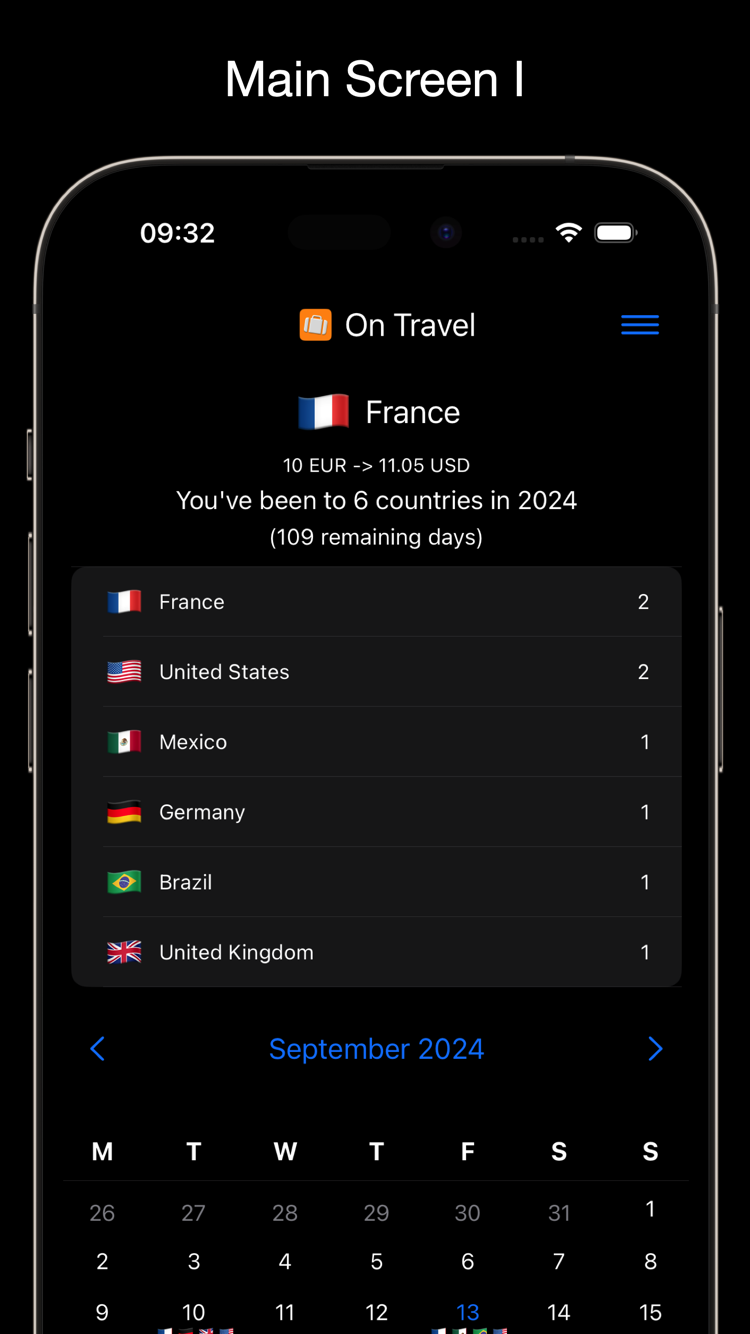 Main Screen I
09:32
On Travel
France
10 EUR -> 11.05 USD
You've been to 6 countries in 2024
(109 remaining days)
France 2
United States 2
Mexico 1
Germany 1
Brazil 1
United Kingdom 1
September 2024
M T W T F S S
26 27 28 29 30 31 1
2 3 4 5 6 7 8
9 10 11 12 13 14 15